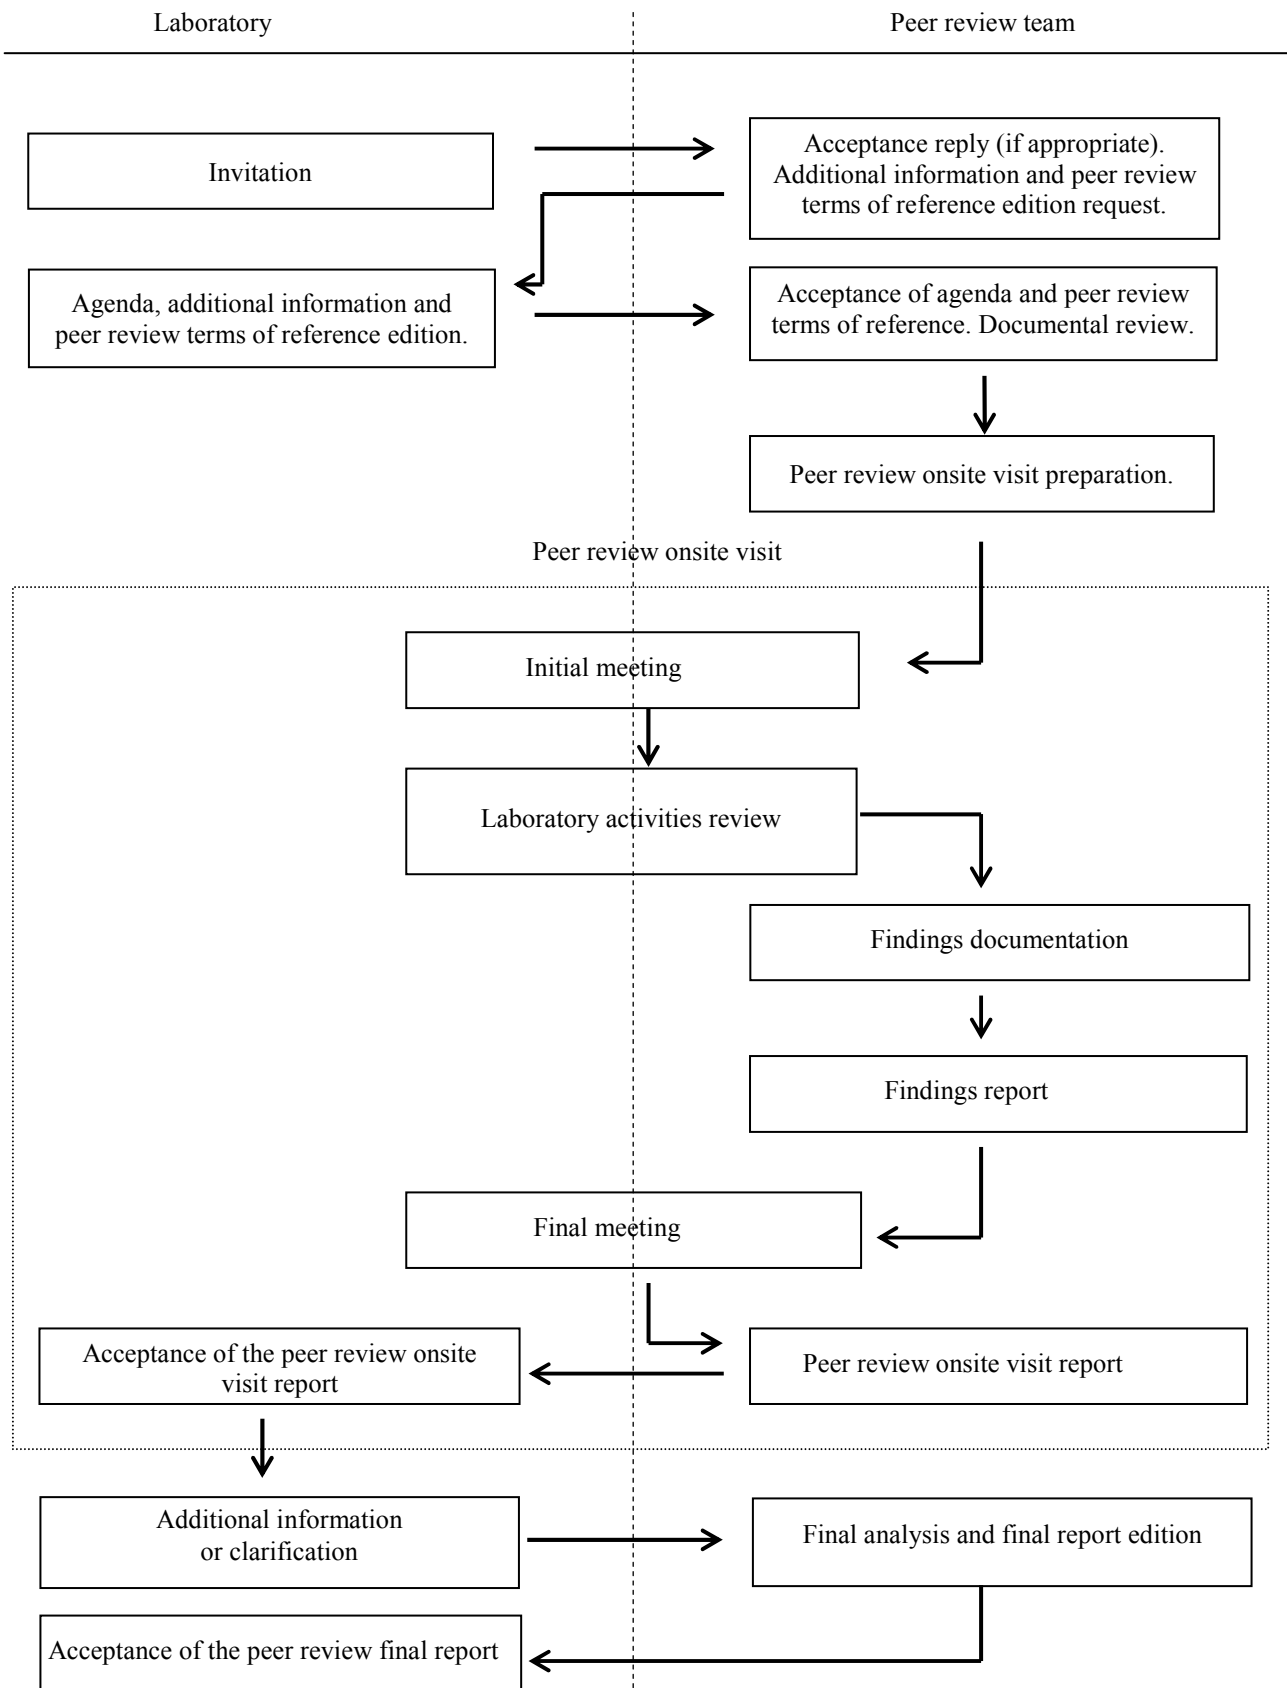 Laboratory
Peer review team
Invitation
Acceptance reply (if appropriate).
Additional information and peer review
terms of reference edition request.
Agenda, additional information and
peer review terms of reference edition.
Acceptance of agenda and peer review
terms of reference. Documental review.
Peer review onsite visit preparation.
Peer review onsite visit
Initial meeting
Laboratory activities review
Findings documentation
Findings report
Final meeting
Peer review onsite visit report
Acceptance of the peer review onsite
visit report
Additional information
or clarification
Final analysis and final report edition
Acceptance of the peer review final report